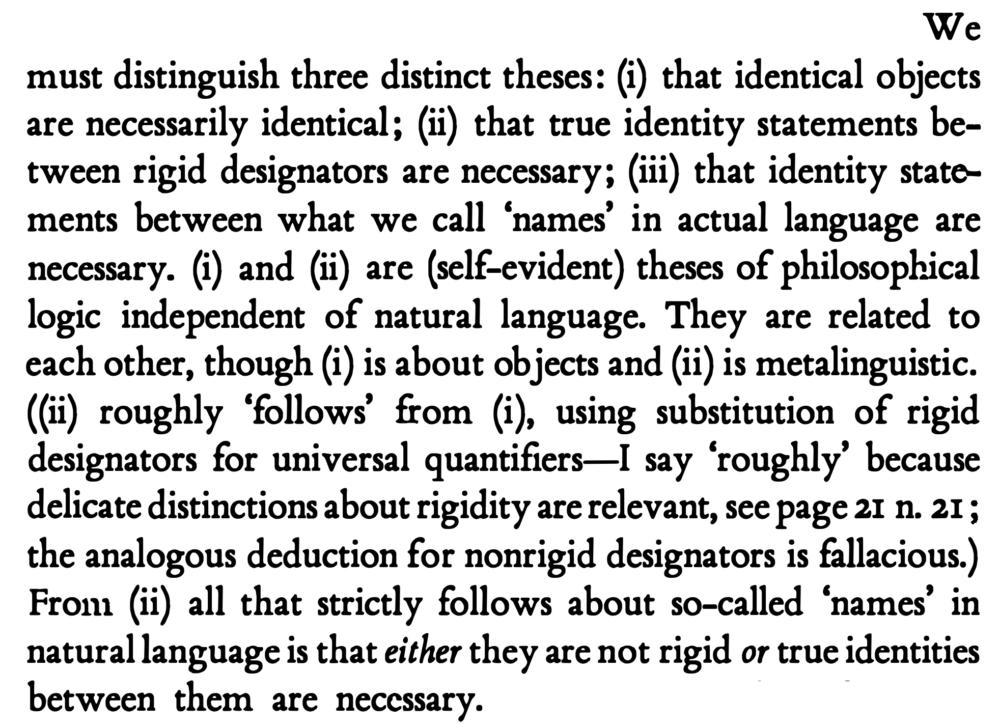 We
must distinguish three distinct theses: (i) that identical objects
are necessarily identical; (ii) that true identity statements be-
tween rigid designators are necessary; (iii) that identity state-
ments between what we call ‘names’ in actual language are
necessary. (i) and (ii) are (self-evident) theses of philosophical
logic independent of natural language. They are related to
each other, though (i) is about objects and (ii) is metalinguistic.
((ii) roughly ‘follows’ from (i), using substitution of rigid
designators for universal quantifiers—I say ‘roughly’ because
delicate distinctions about rigidity are relevant, see page 21 n. 21;
the analogous deduction for nonrigid designators is fallacious.)
From (ii) all that strictly follows about so-called ‘names’ in
natural language is that either they are not rigid or true identities
between them are necessary.